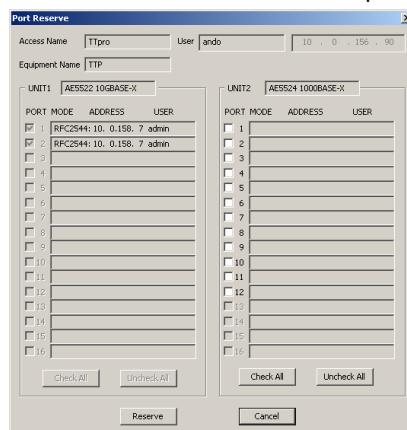 Port Reserve
Access Name TTpro User ando 10 . 0 . 156 . 90
Equipment Name TTP
UNIT1 AE5522 10GBASE-X
PORT MODE ADDRESS USER
1 RFC2544: 10. 0.158. 7 admin
2 RFC2544: 10. 0.158. 7 admin
3
4
5
6
7
8
9
10
11
12
13
14
15
16
Check All Uncheck All
UNIT2 AE5524 1000BASE-X
PORT MODE ADDRESS USER
1
2
3
4
5
6
7
8
9
10
11
12
13
14
15
16
Check All Uncheck All
Reserve Cancel